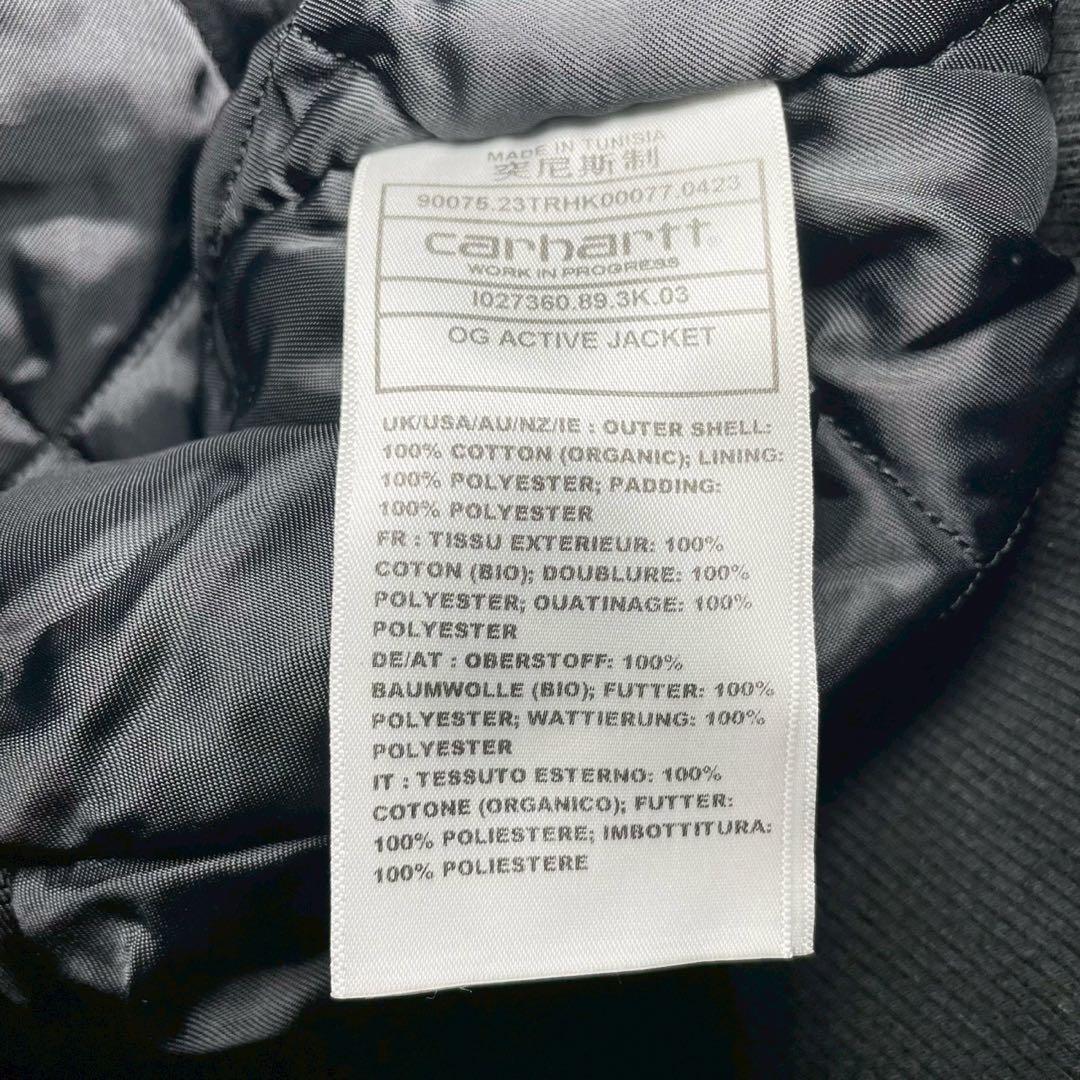 MADE IN TUNISIA
突尼斯制
90075.23TRHK00077.0423
carhartt®
WORK IN PROGRESS
I027360.89.3K.03
OG ACTIVE JACKET
UK/USA/AU/NZ/IE : OUTER SHELL:
100% COTTON (ORGANIC); LINING:
100% POLYESTER; PADDING:
100% POLYESTER
FR : TISSU EXTERIEUR: 100%
COTON (BIO); DOUBLURE: 100%
POLYESTER; OUATINAGE: 100%
POLYESTER
DE/AT : OBERSTOFF: 100%
BAUMWOLLE (BIO); FUTTER: 100%
POLYESTER; WATTIERUNG: 100%
POLYESTER
IT : TESSUTO ESTERNO: 100%
COTONE (ORGANICO); FUTTER:
100% POLIESTERE; IMBOTTITURA:
100% POLIESTERE